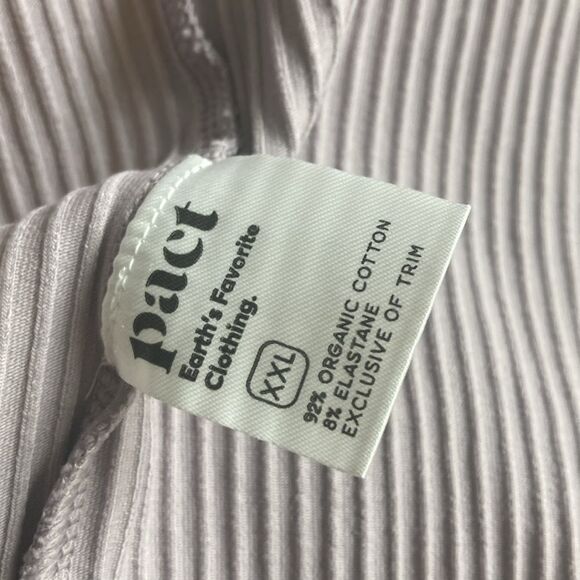 pact
Earth's Favorite
Clothing.
XXL
92% ORGANIC COTTON
8% ELASTANE
EXCLUSIVE OF TRIM